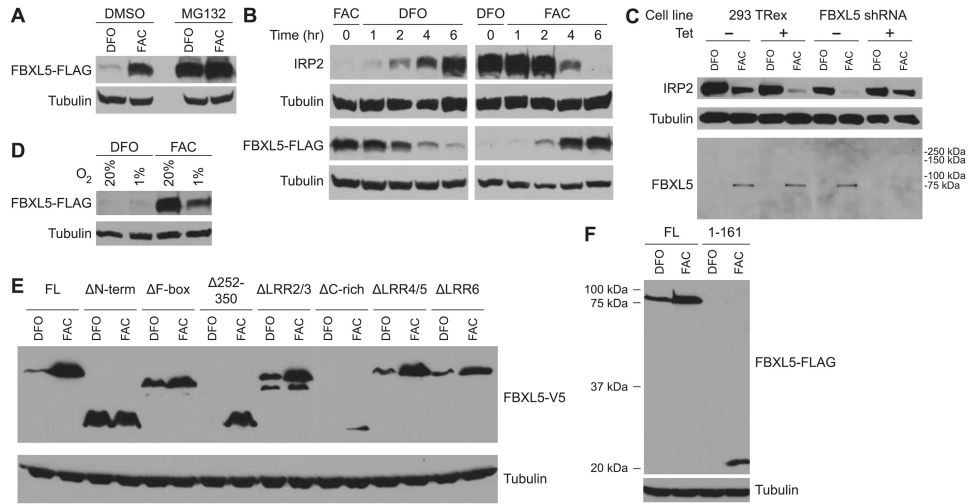 A
DMSO MG132
DFO FAC DFO FAC
FBXL5-FLAG
Tubulin
B
FAC DFO DFO FAC
Time (hr) 0 1 2 4 6 0 1 2 4 6
IRP2
Tubulin
FBXL5-FLAG
Tubulin
C
Cell line 293 TRex FBXL5 shRNA
Tet – + – +
DFO FAC DFO FAC DFO FAC DFO FAC
IRP2
Tubulin
-250 kDa
-150 kDa
-100 kDa
FBXL5 -75 kDa
D
DFO FAC
O2 20% 1% 20% 1%
FBXL5-FLAG
Tubulin
E
FL ΔN-term ΔF-box Δ252-350 ΔLRR2/3 ΔC-rich ΔLRR4/5 ΔLRR6
DFO FAC DFO FAC DFO FAC DFO FAC DFO FAC DFO FAC DFO FAC DFO FAC
FBXL5-V5
Tubulin
F
FL 1-161
DFO FAC DFO FAC
100 kDa –
75 kDa –
FBXL5-FLAG
37 kDa –
20 kDa –
Tubulin